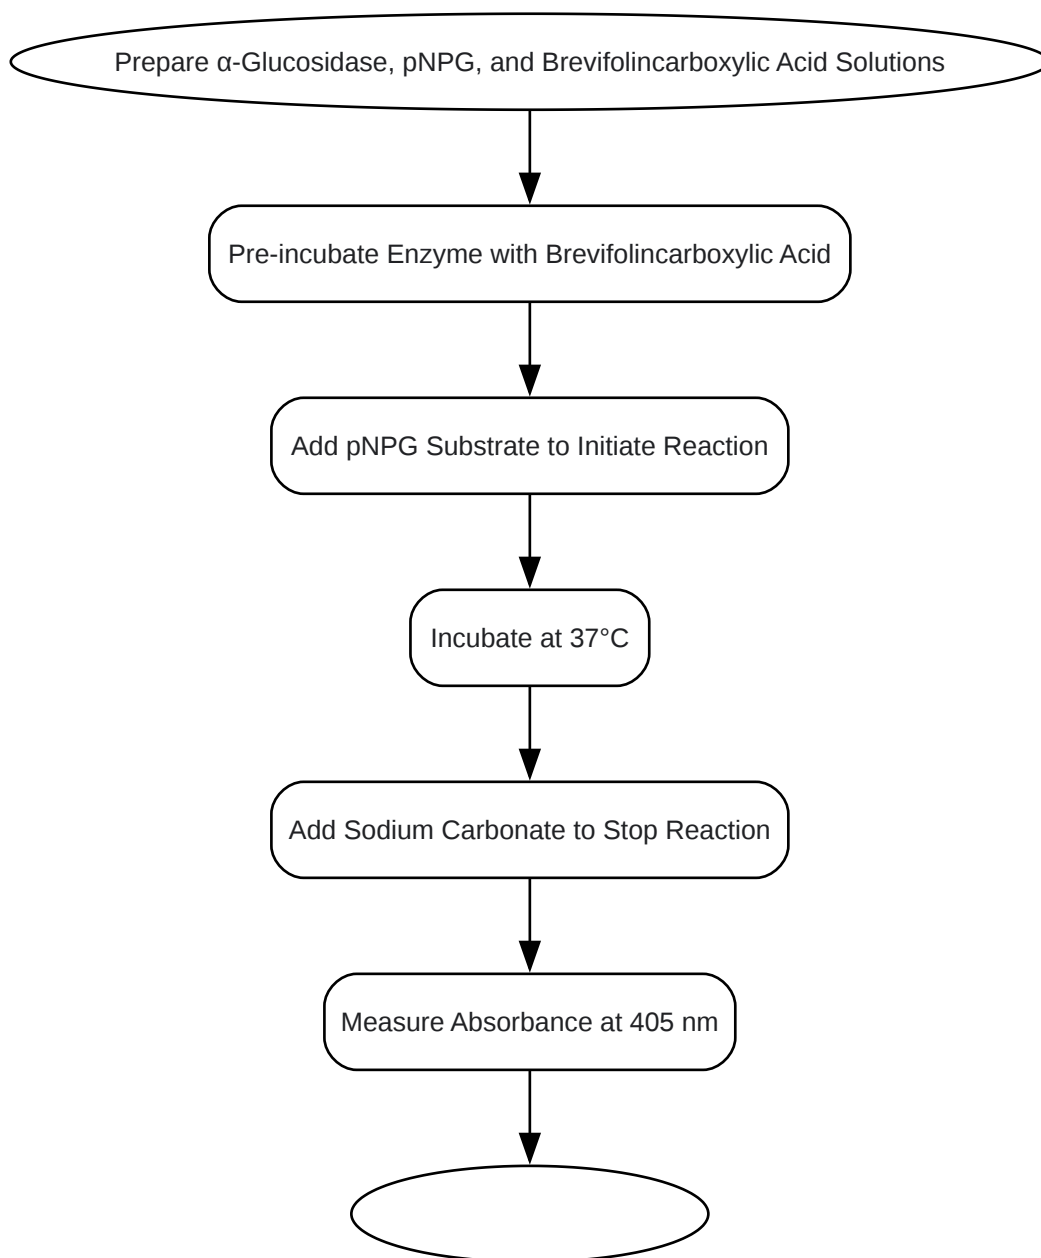 Prepare α-Glucosidase, pNPG, and Brevifolincarboxylic Acid Solutions
Pre-incubate Enzyme with Brevifolincarboxylic Acid
Add pNPG Substrate to Initiate Reaction
Incubate at 37°C
Add Sodium Carbonate to Stop Reaction
Measure Absorbance at 405 nm